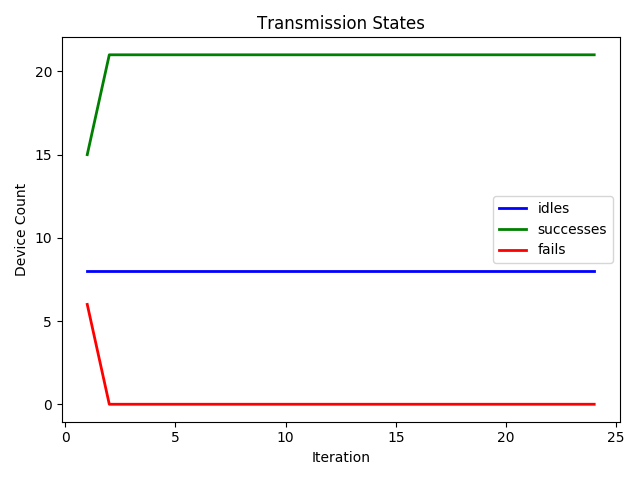 Transmission States
Device Count
20
15
10
5
0
idles
successes
fails
0 5 10 15 20 25
Iteration